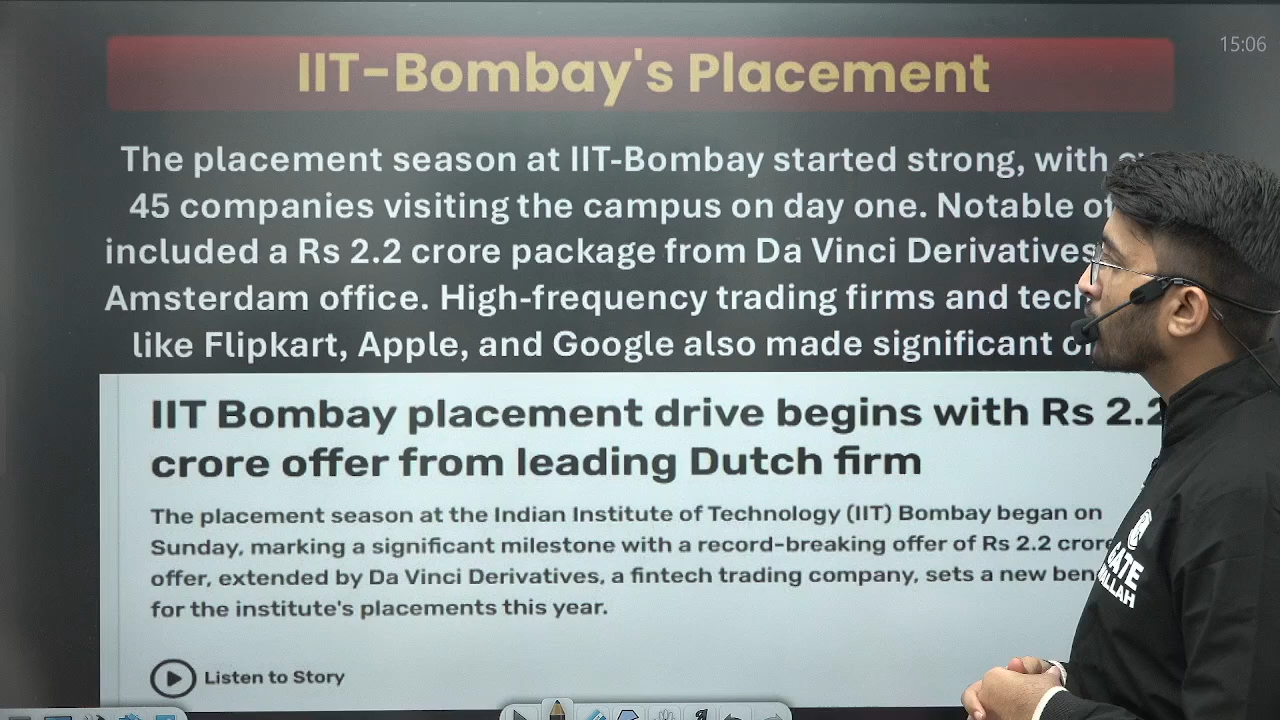 15:06
IIT-Bombay's Placement
The placement season at IIT-Bombay started strong, with
45 companies visiting the campus on day one. Notable
included a Rs 2.2 crore package from Da Vinci Derivatives
Amsterdam office. High-frequency trading firms and tech
like Flipkart, Apple, and Google also made significant
IIT Bombay placement drive begins with Rs 2.2
crore offer from leading Dutch firm
The placement season at the Indian Institute of Technology (IIT) Bombay began on
Sunday, marking a significant milestone with a record-breaking offer of Rs 2.2 crore
offer, extended by Da Vinci Derivatives, a fintech trading company, sets a new
for the institute's placements this year.
Listen to Story
GATE